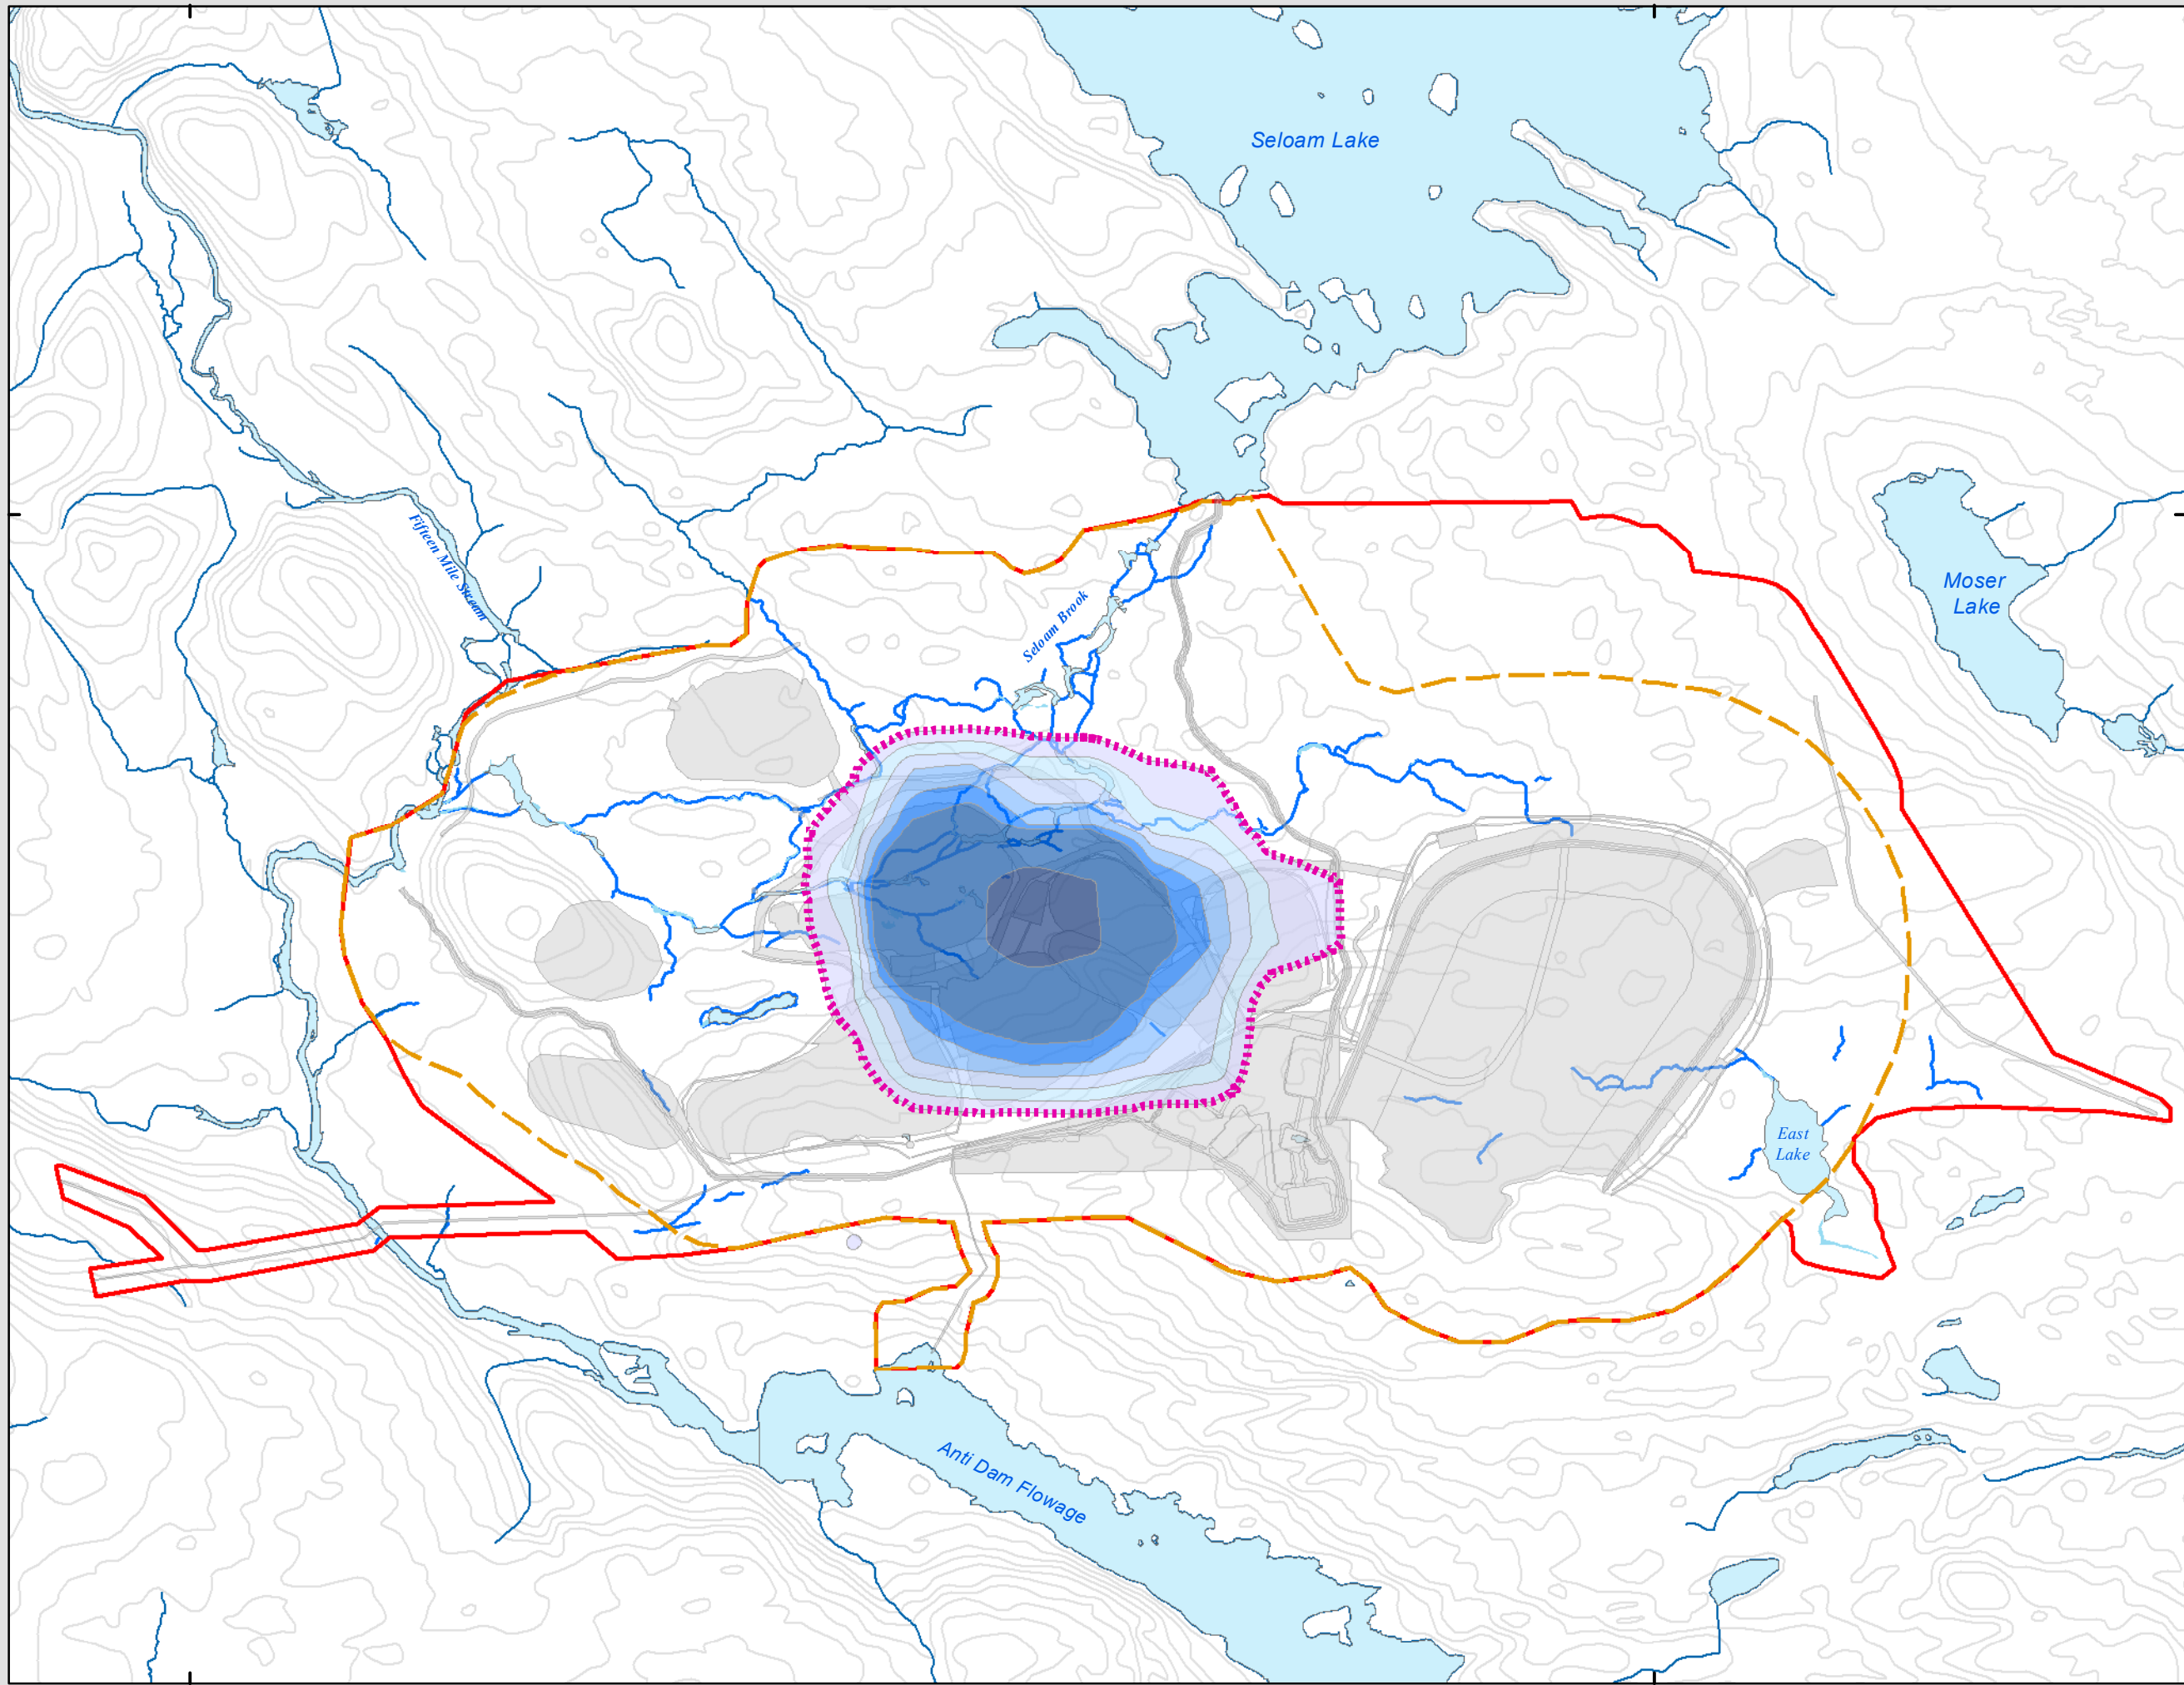 Seloam Lake
Fifteen Mile Stream
Seloam Brook
Moser
Lake
East
Lake
Anti Dam Flowage